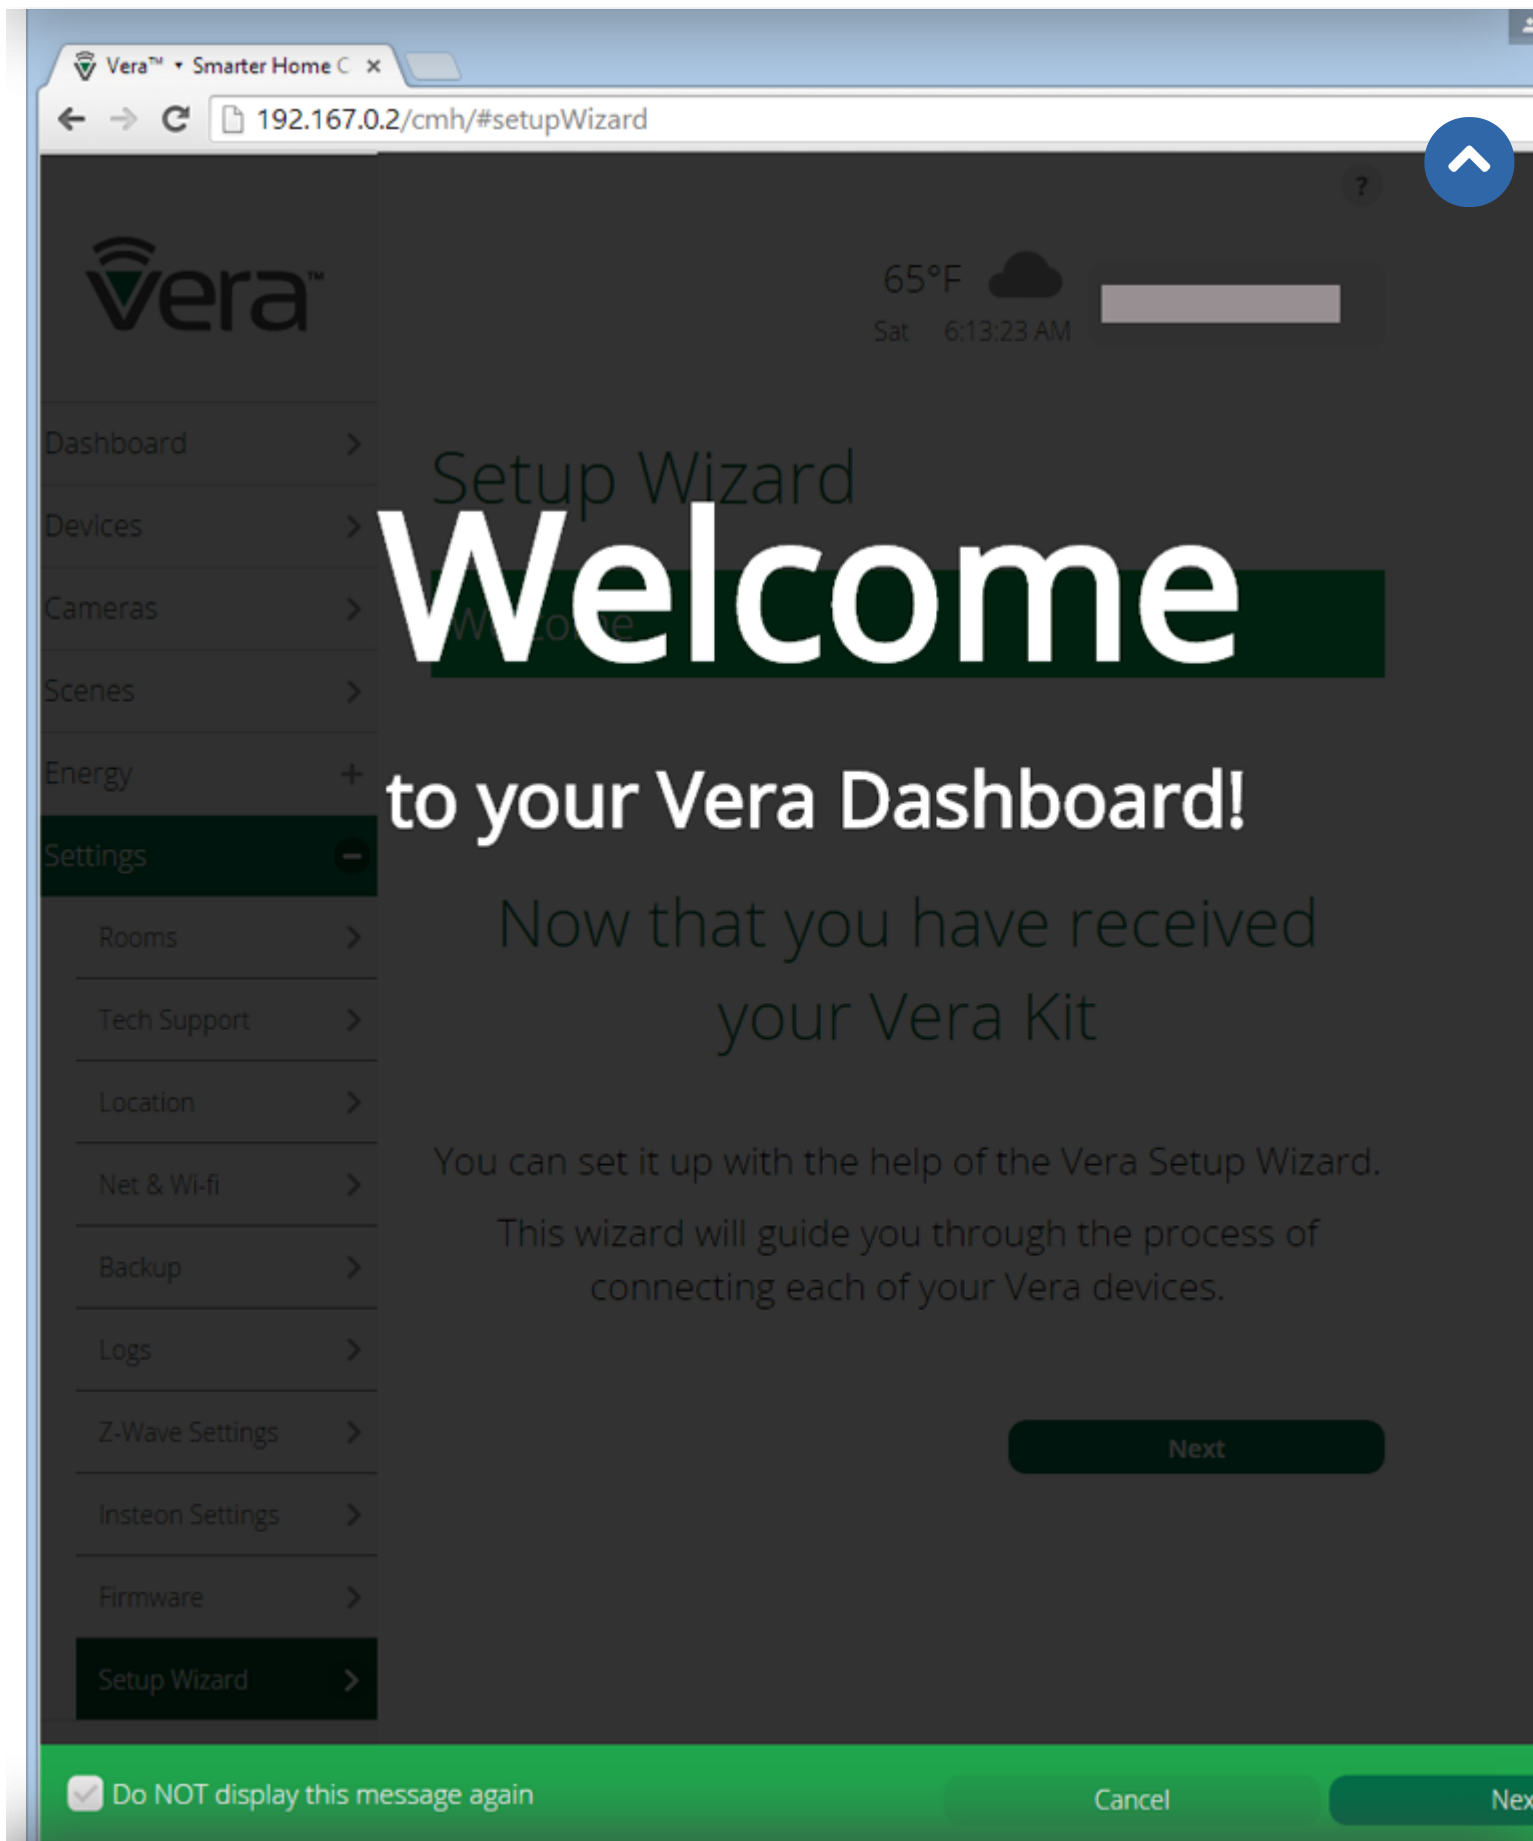 Vera™ • Smarter Home C
192.167.0.2/cmh/#setupWizard
?
vera™
65°F
Sat 6:13:23 AM
Dashboard
Devices
Cameras
Scenes
Energy
Settings
Rooms
Tech Support
Location
Net & Wi-fi
Backup
Logs
Z-Wave Settings
Insteon Settings
Firmware
Setup Wizard
Setup Wizard
Welcome
Welcome
to your Vera Dashboard!
Now that you have received
your Vera Kit
You can set it up with the help of the Vera Setup Wizard.
This wizard will guide you through the process of
connecting each of your Vera devices.
Next
Do NOT display this message again
Cancel
Nex